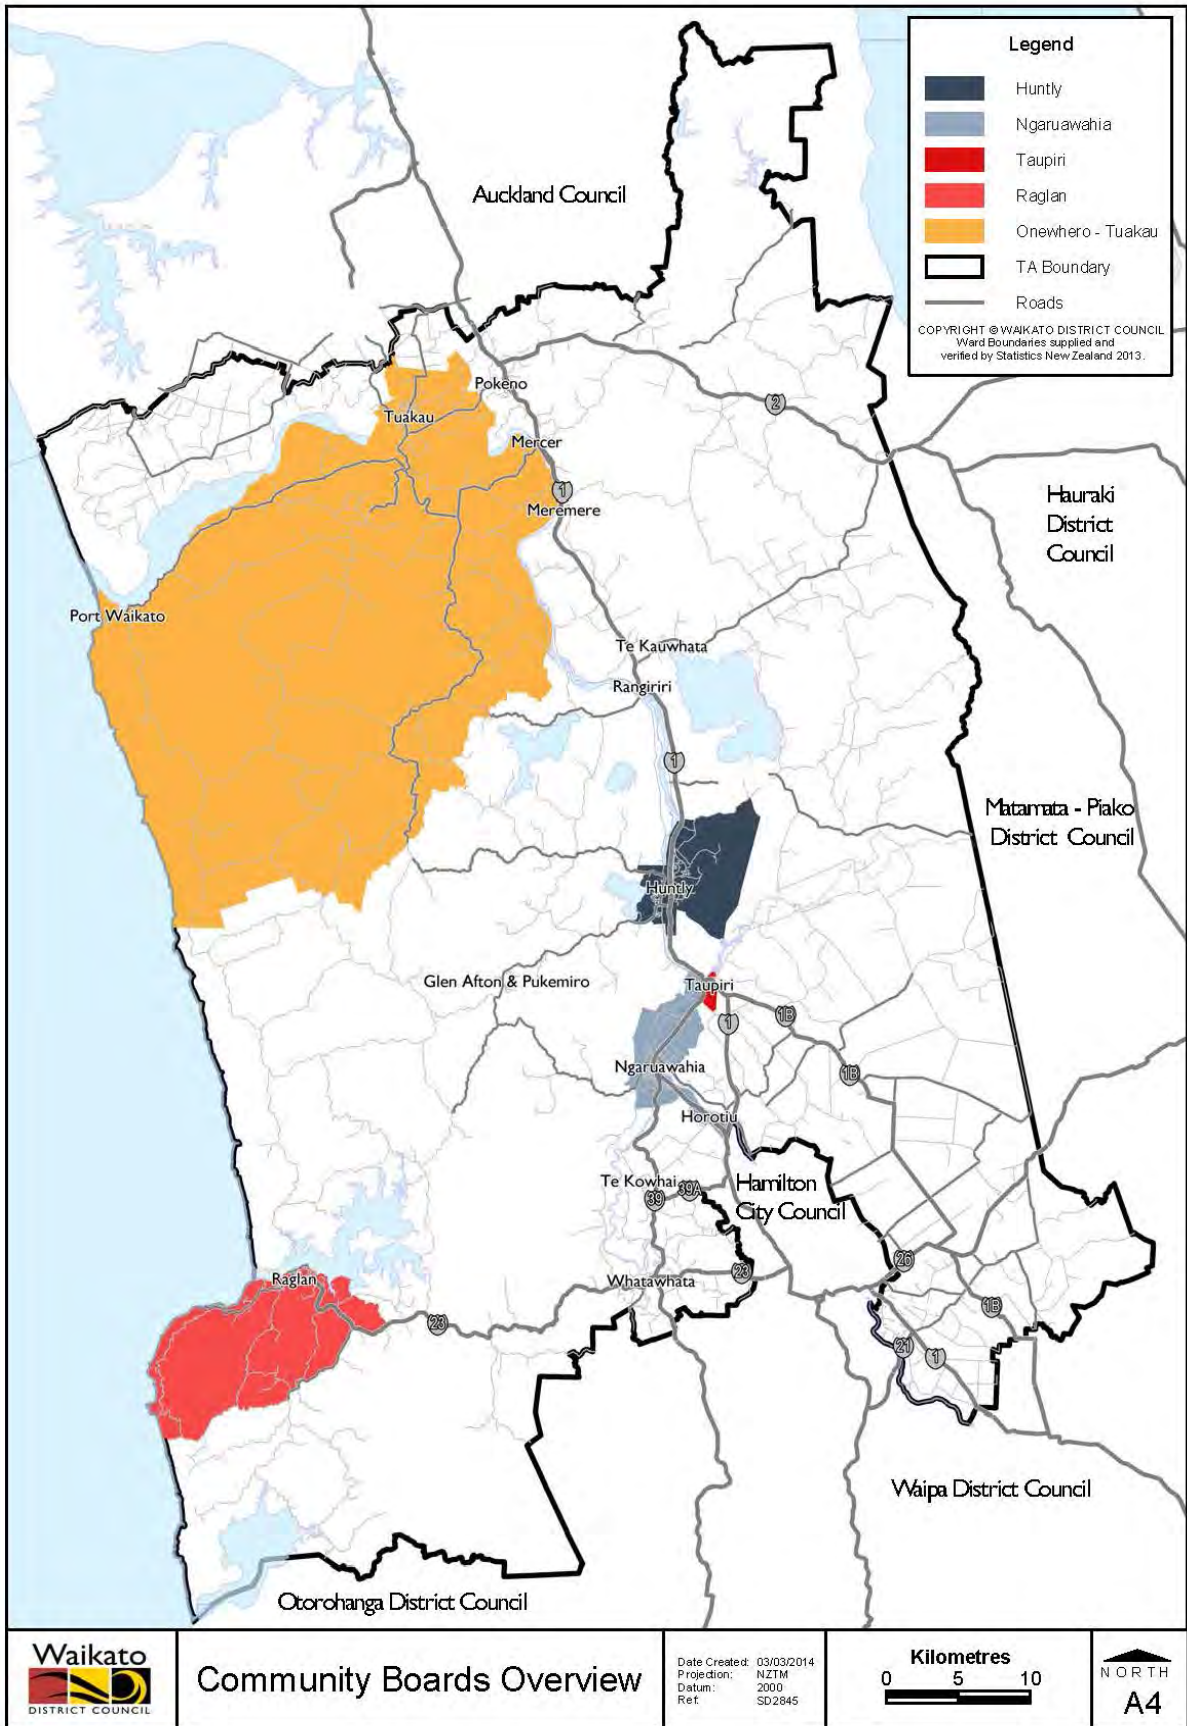 Legend
Huntly
Ngaruawahia
Taupiri
Raglan
Onewhero - Tuakau
TA Boundary
Roads
COPYRIGHT © WAIKATO DISTRICT COUNCIL
Ward Boundaries supplied and
verified by Statistics New Zealand 2013.
Auckland Council
Pokeno
2
Tuakau
Mercer
1
Meremere
Hauraki
District
Council
Port Waikato
Te Kauwhata
Rangiriri
1
Matamata - Piako
District Council
Huntly
Glen Afton & Pukemiro
Taupiri
1B
1
Ngaruawahia
1B
Horotiu
Te Kowhai
39A
39
Hamilton
City Council
26
Raglan
Whatawhata
23
1B
23
21
1
Waipa District Council
Otorohanga District Council
Waikato
DISTRICT COUNCIL
Community Boards Overview
Date Created: 03/03/2014
Projection: NZTM
Datum: 2000
Ref: SD2845
Kilometres
0 5 10
NORTH
A4